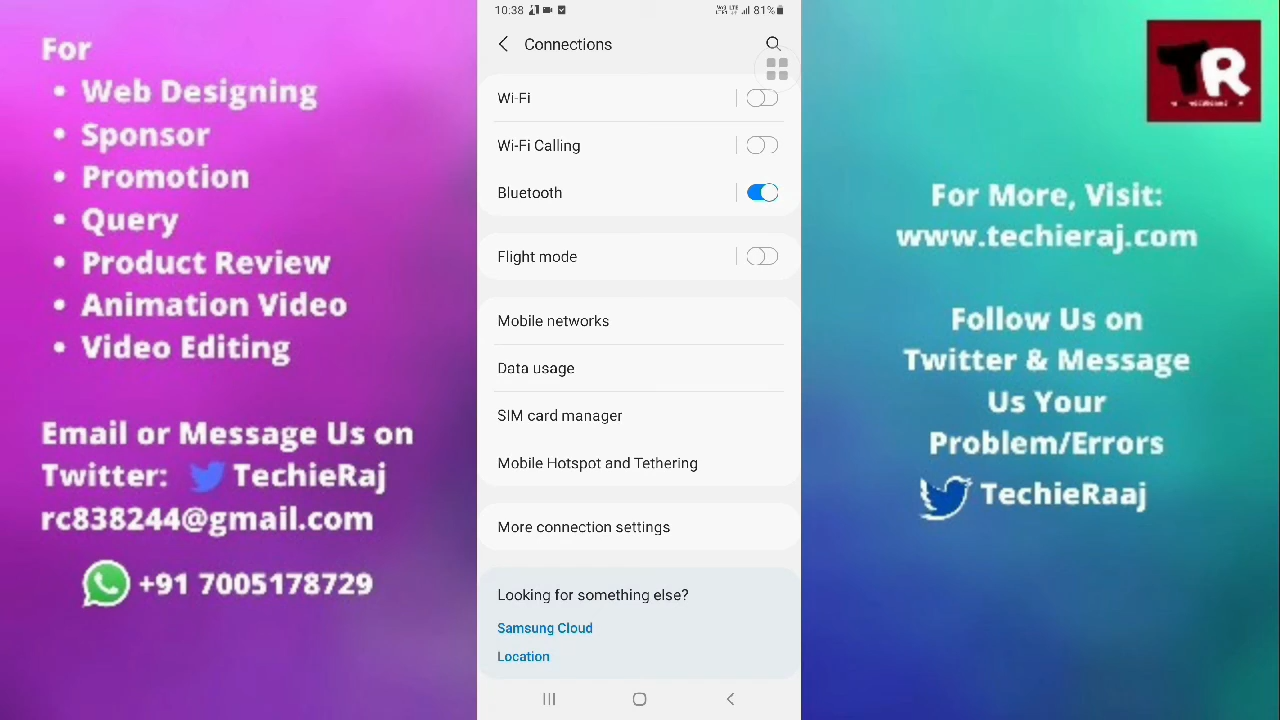 For
• Web Designing
• Sponsor
• Promotion
• Query
• Product Review
• Animation Video
• Video Editing
Email or Message Us on
Twitter: TechieRaj
rc838244@gmail.com
+91 7005178729
10:38
81%
Connections
Wi-Fi
Wi-Fi Calling
Bluetooth
Flight mode
Mobile networks
Data usage
SIM card manager
Mobile Hotspot and Tethering
More connection settings
Looking for something else?
Samsung Cloud
Location
TR
For More, Visit:
www.techieraj.com
Follow Us on
Twitter & Message
Us Your
Problem/Errors
TechieRaaj